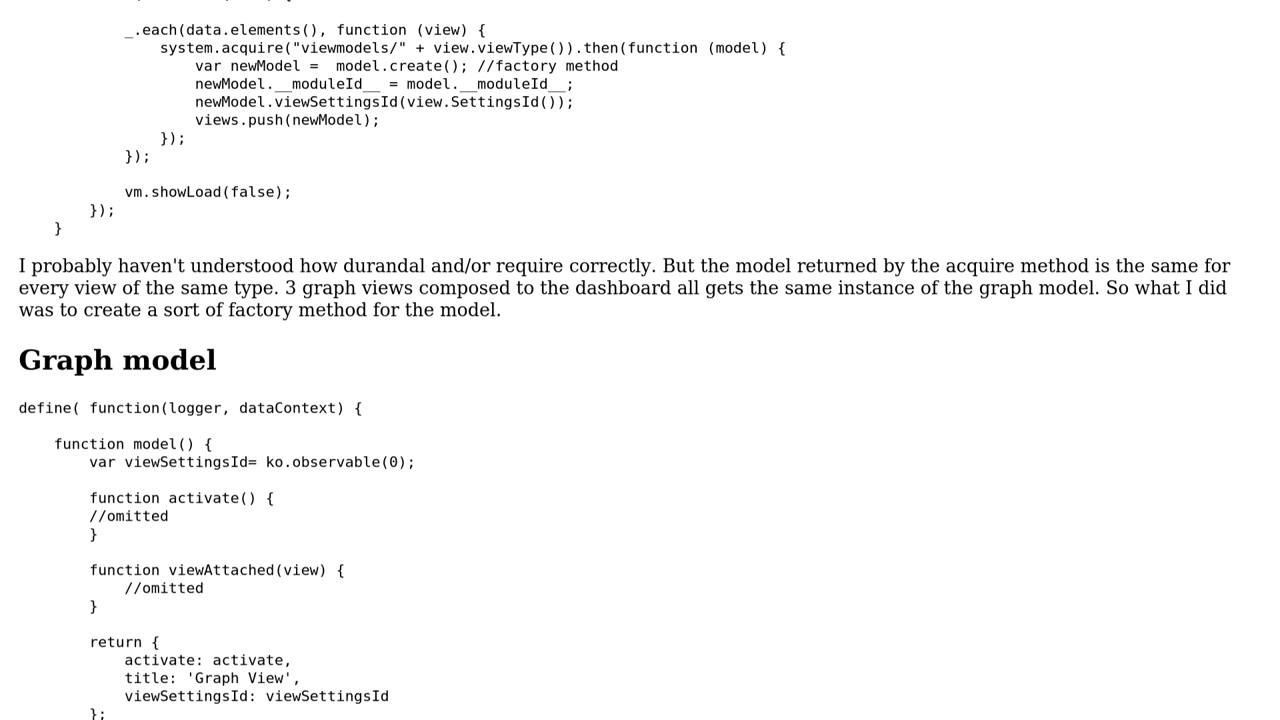 _.each(data.elements(), function (view) {
system.acquire("viewmodels/" + view.viewType()).then(function (model) {
var newModel =  model.create(); //factory method
newModel.__moduleId__ = model.__moduleId__;
newModel.viewSettingsId(view.SettingsId());
views.push(newModel);
});
});
vm.showLoad(false);
});
}
I probably haven't understood how durandal and/or require correctly. But the model returned by the acquire method is the same for
every view of the same type. 3 graph views composed to the dashboard all gets the same instance of the graph model. So what I did
was to create a sort of factory method for the model.
Graph model
define( function(logger, dataContext) {
function model() {
var viewSettingsId= ko.observable(0);
function activate() {
//omitted
}
function viewAttached(view) {
//omitted
}
return {
activate: activate,
title: 'Graph View',
viewSettingsId: viewSettingsId
};